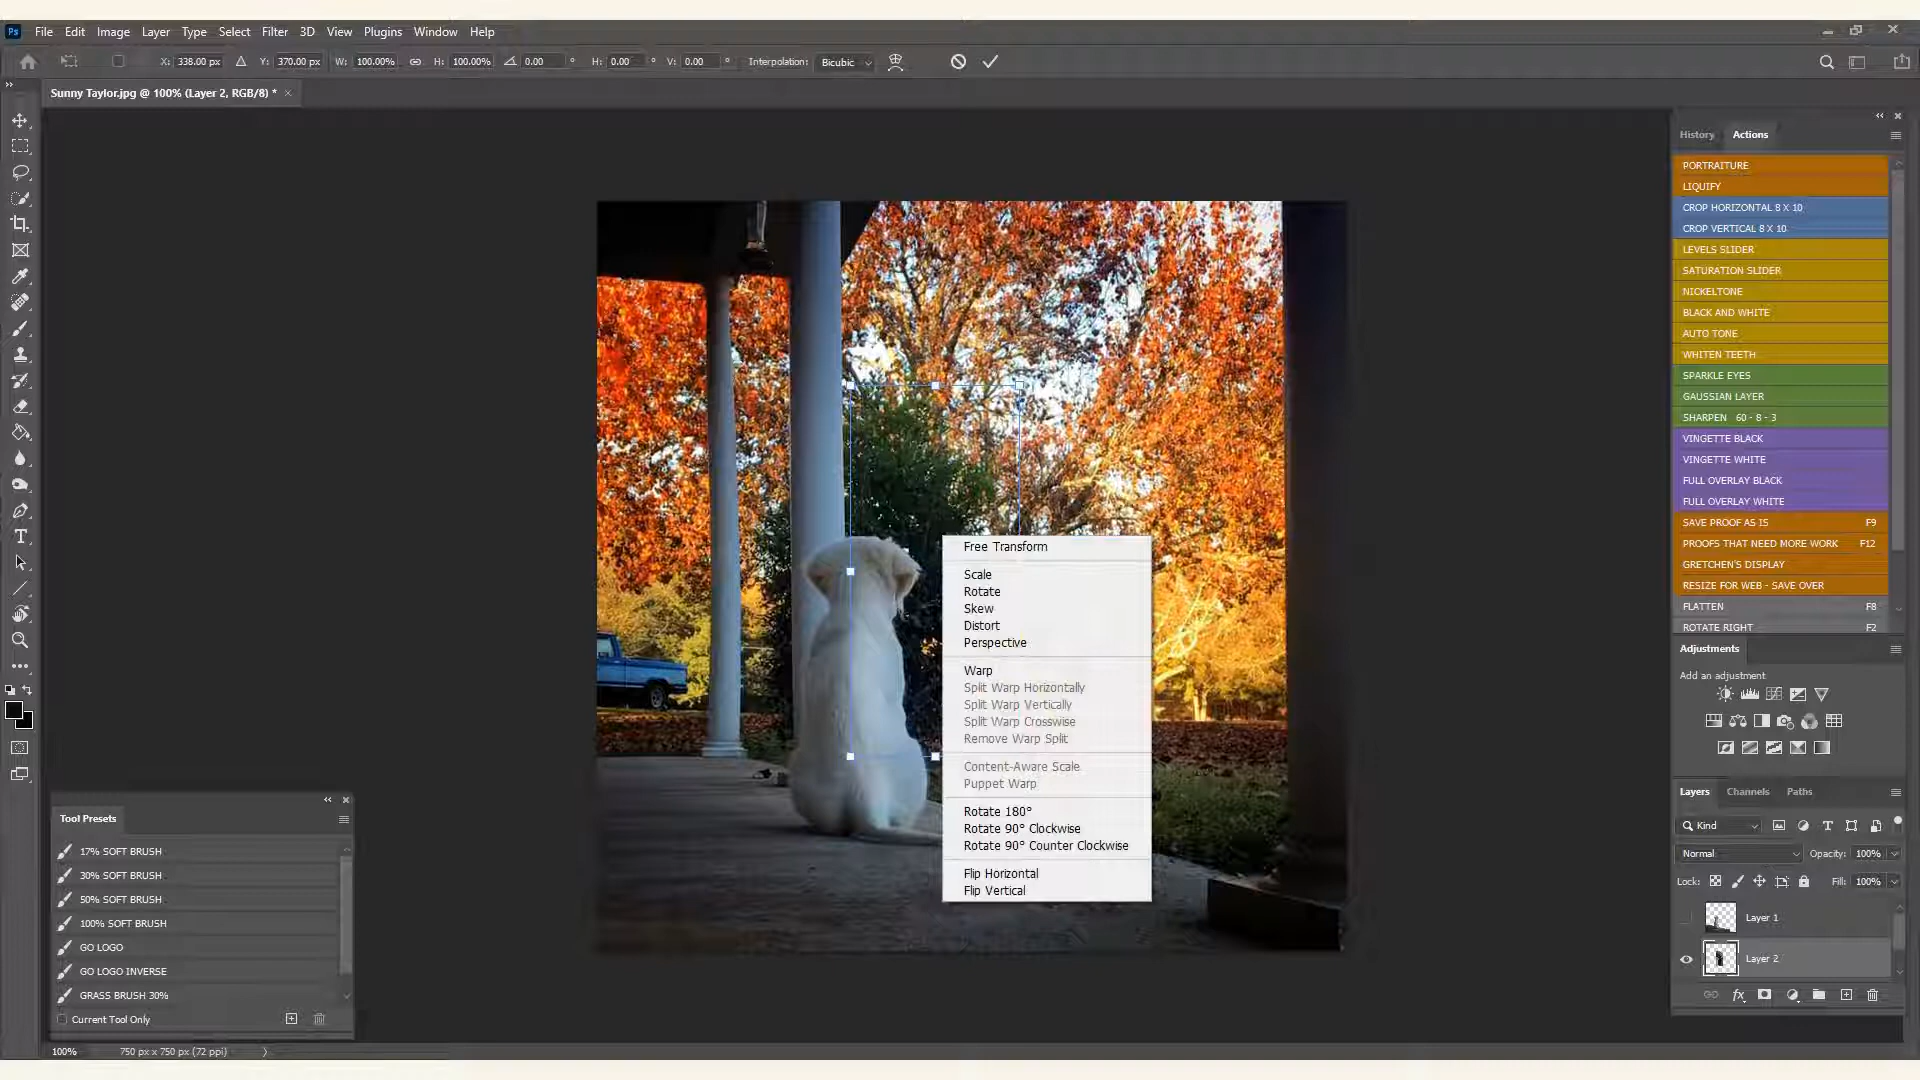 Ps File Edit Image Layer Type Select Filter 3D View Plugins Window Help
X: 338.00 px Y: 370.00 px W: 100.00% H: 100.00% 0.00 ° H: 0.00 ° V: 0.00 ° Interpolation: Bicubic
Sunny Taylor.jpg @ 100% (Layer 2, RGB/8) * ×
History Actions
PORTRAITURE
LIQUIFY
CROP HORIZONTAL 8 X 10
CROP VERTICAL 8 X 10
LEVELS SLIDER
SATURATION SLIDER
NICKELTONE
BLACK AND WHITE
AUTO TONE
WHITEN TEETH
SPARKLE EYES
GAUSSIAN LAYER
SHARPEN 60 - 8 - 3
VINGETTE BLACK
VINGETTE WHITE
FULL OVERLAY BLACK
FULL OVERLAY WHITE
SAVE PROOF AS IS F9
PROOFS THAT NEED MORE WORK F12
GRETCHEN'S DISPLAY
RESIZE FOR WEB - SAVE OVER
FLATTEN F8
ROTATE RIGHT F2
Free Transform
Scale
Rotate
Skew
Distort
Perspective
Warp
Split Warp Horizontally
Split Warp Vertically
Split Warp Crosswise
Remove Warp Split
Content-Aware Scale
Puppet Warp
Rotate 180°
Rotate 90° Clockwise
Rotate 90° Counter Clockwise
Flip Horizontal
Flip Vertical
Adjustments
Add an adjustment
Layers Channels Paths
Kind
Normal Opacity: 100%
Lock: Fill: 100%
Layer 1
Layer 2
fx
Tool Presets
17% SOFT BRUSH
30% SOFT BRUSH
50% SOFT BRUSH
100% SOFT BRUSH
GO LOGO
GO LOGO INVERSE
GRASS BRUSH 30%
Current Tool Only
100% 750 px x 750 px (72 ppi)